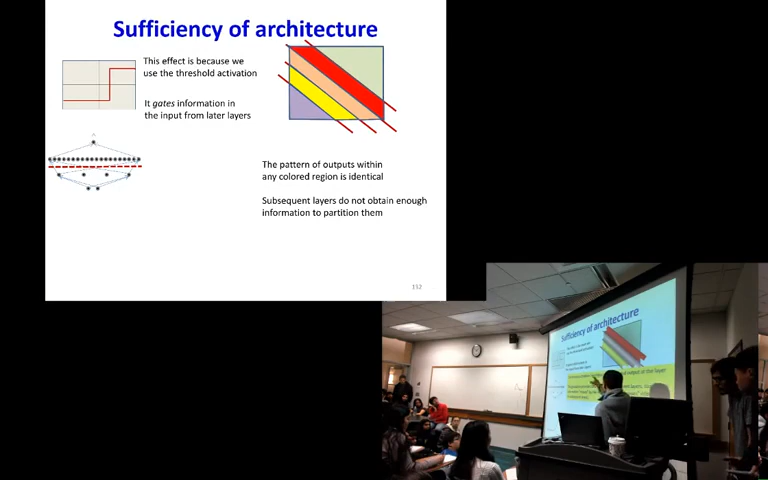 Sufficiency of architecture
This effect is because we
use the threshold activation
It gates information in
the input from later layers
The pattern of outputs within
any colored region is identical
Subsequent layers do not obtain enough
information to partition them
Sufficiency of architecture